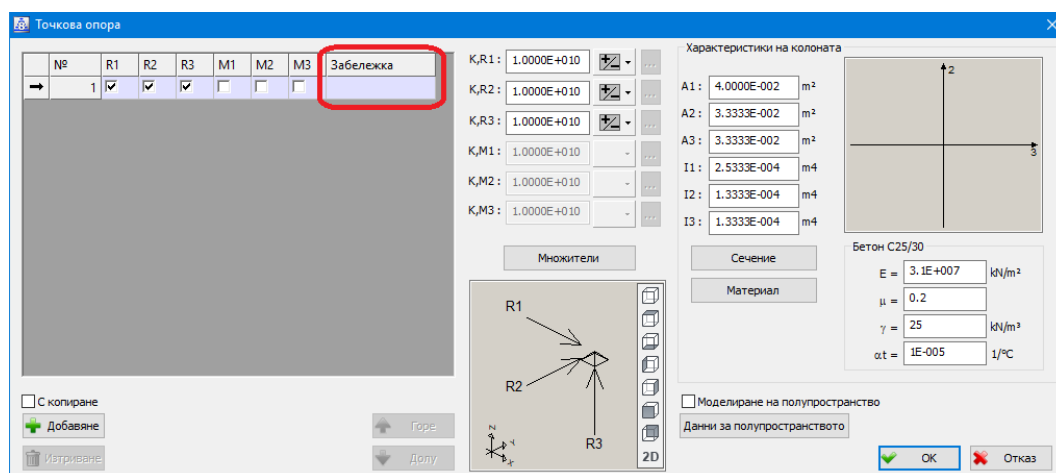 Точкова опора
№ R1 R2 R3 M1 M2 M3 Забележка
1
С копиране
Добавяне
Изтриване
Горе
Долу
K,R1 : 1.0000E+010
K,R2 : 1.0000E+010
K,R3 : 1.0000E+010
K,M1 : 1.0000E+010
K,M2 : 1.0000E+010
K,M3 : 1.0000E+010
Множители
R1
R2
R3
Z
Y
X
2D
Характеристики на колоната
A1 : 4.0000E-002 m²
A2 : 3.3333E-002 m²
A3 : 3.3333E-002 m²
I1 : 2.5333E-004 m4
I2 : 1.3333E-004 m4
I3 : 1.3333E-004 m4
2
3
Сечение
Материал
Бетон C25/30
E = 3.1E+007 kN/m²
μ = 0.2
γ = 25 kN/m³
αt = 1E-005 1/°C
Моделиране на полупространство
Данни за полупространството
OK
Отказ